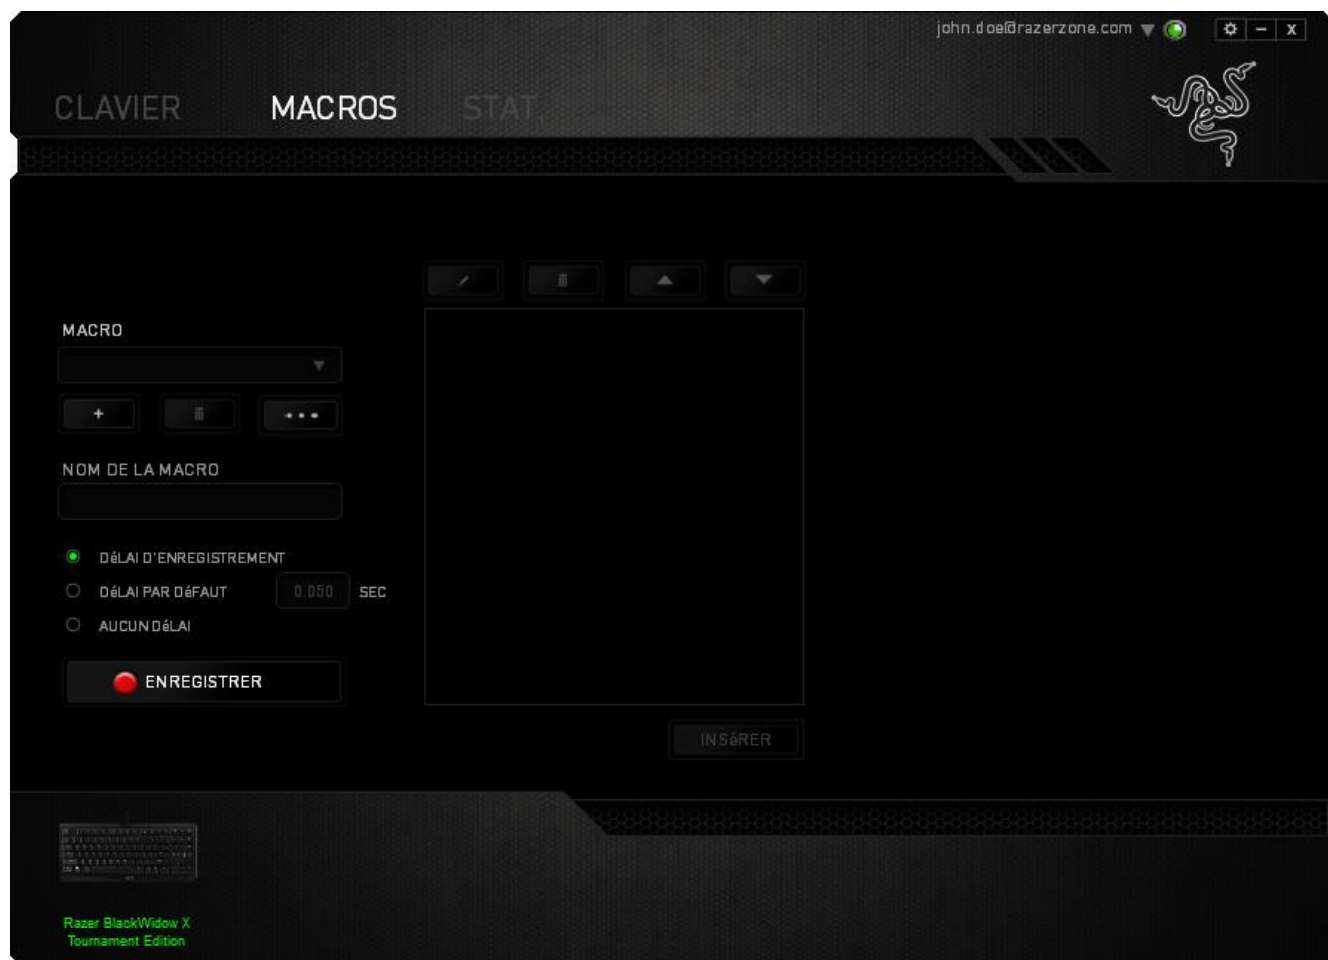 john.doe@razerzone.com
CLAVIER MACROS STAT
MACRO
NOM DE LA MACRO
DéLAI D'ENREGISTREMENT
DéLAI PAR DéFAUT 0.050 SEC
AUCUN DéLAI
ENREGISTRER
INSéRER
Razer BlackWidow X
Tournament Edition